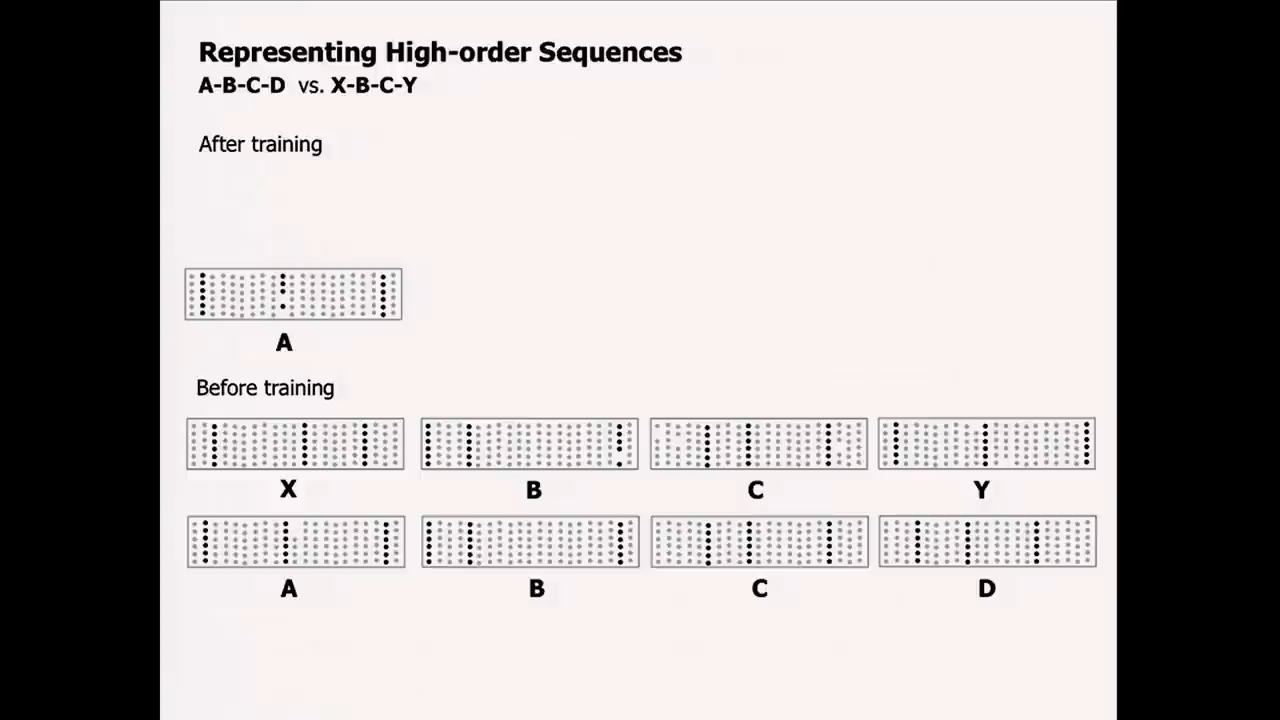 Representing High-order Sequences
A-B-C-D vs. X-B-C-Y
After training
A
Before training
X B C Y
A B C D